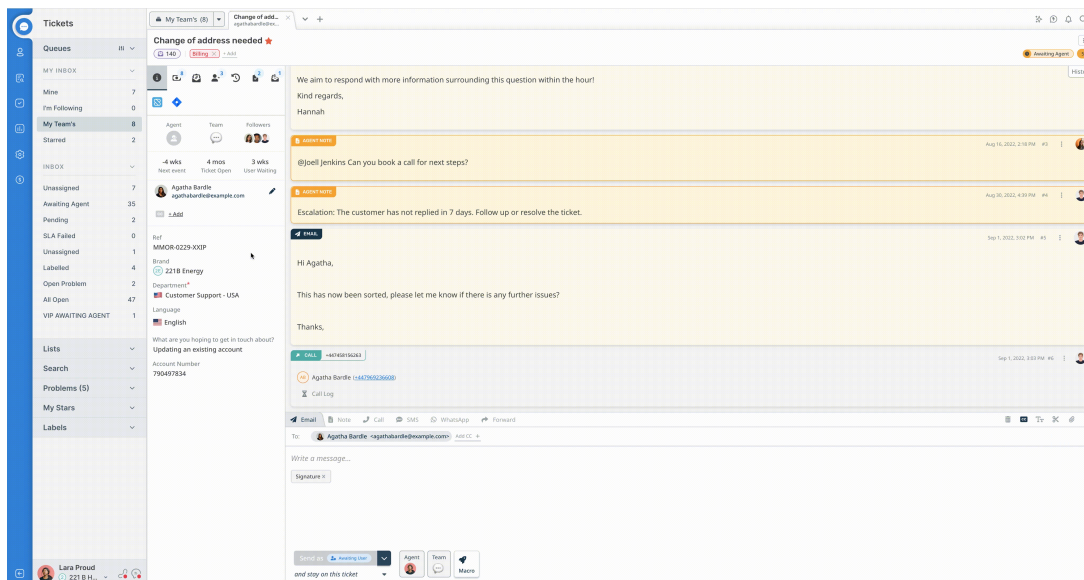 Tickets
My Team's (8)
Change of add...
agathabardle@ex...
Queues
Change of address needed
140
Billing
+ Add
Awaiting Agent
MY INBOX
Mine 7
I'm Following 0
My Team's 8
Starred 2
INBOX
Unassigned 7
Awaiting Agent 35
Pending 2
SLA Failed 0
Unassigned 1
Labelled 4
Open Problem 2
All Open 47
VIP AWAITING AGENT 1
Lists
Search
Problems (5)
My Stars
Labels
Lara Proud
221 B H...
Agent Team Followers
-4 wks 4 mos 3 wks
Next event Ticket Open User Waiting
Agatha Bardle
agathabardle@example.com
+ Add
Ref
MMOR-0229-XXIP
Brand
221B Energy
Department*
Customer Support - USA
Language
English
What are you hoping to get in touch about?
Updating an existing account
Account Number
790497834
Hist
We aim to respond with more information surrounding this question within the hour!
Kind regards,
Hannah
AGENT NOTE
Aug 16, 2022, 2:18 PM #3
@Joell Jenkins Can you book a call for next steps?
AGENT NOTE
Aug 30, 2022, 4:39 PM #4
Escalation: The customer has not replied in 7 days. Follow up or resolve the ticket.
EMAIL
Sep 1, 2022, 3:02 PM #5
Hi Agatha,
This has now been sorted, please let me know if there is any further issues?
Thanks,
CALL +447458156263
Sep 1, 2022, 3:03 PM #6
AB Agatha Bardle (+447969236608)
Call Log
Email Note Call SMS WhatsApp Forward
To: Agatha Bardle <agathabardle@example.com> Add CC +
Write a message...
Signature ×
Send as Awaiting User
Agent Team
Macro
and stay on this ticket